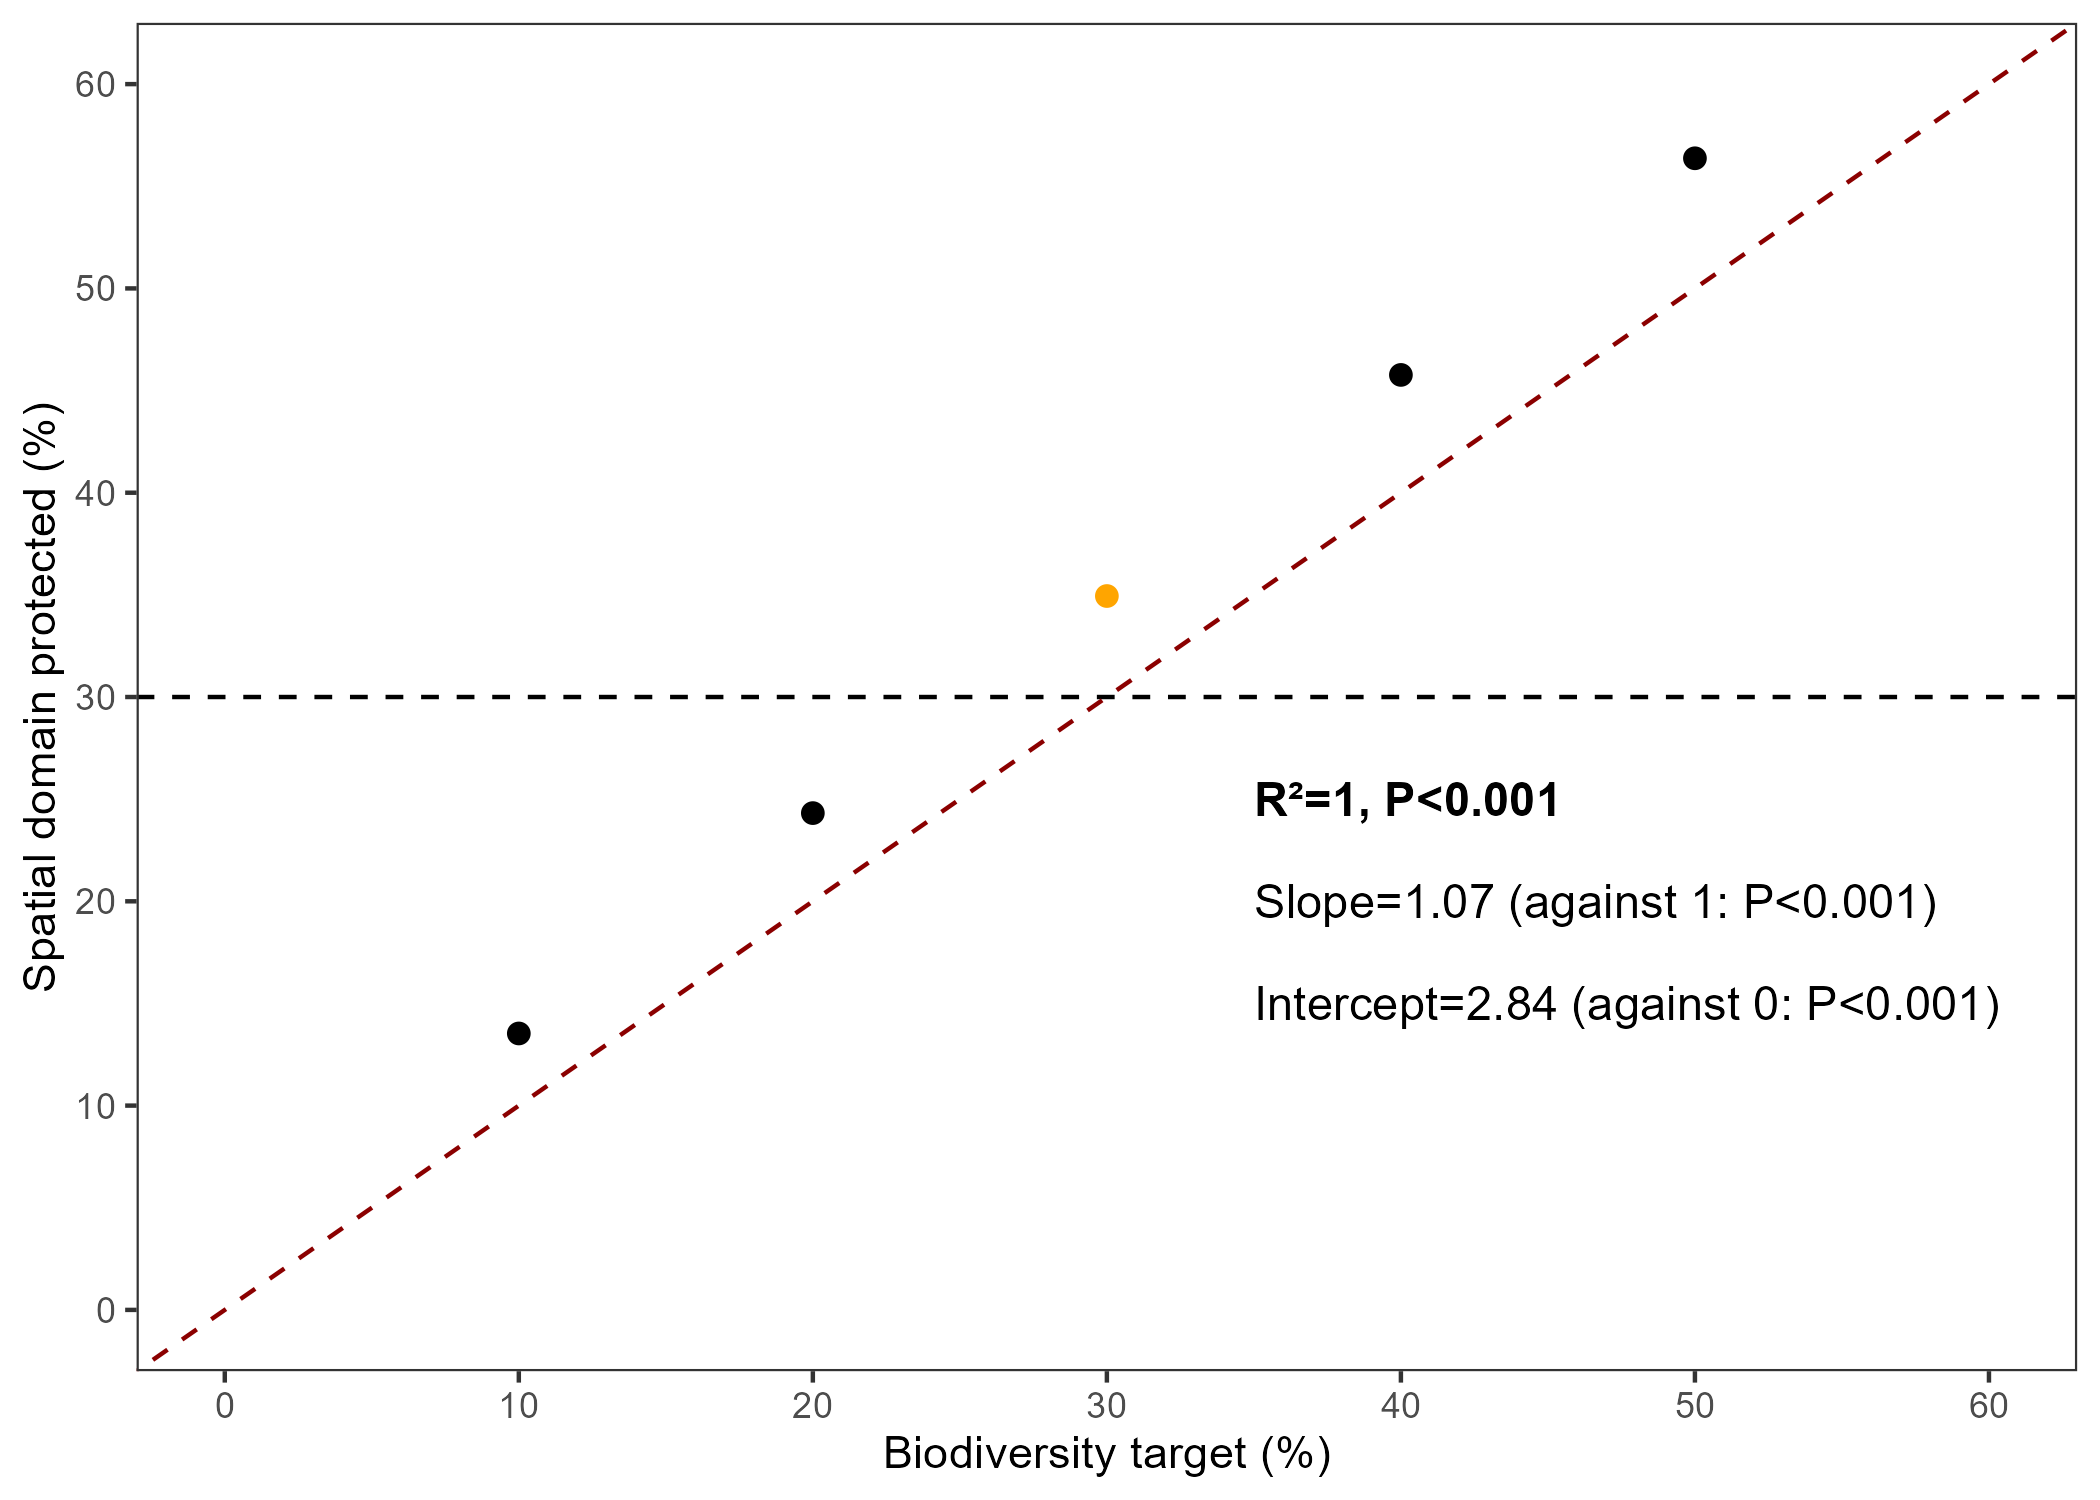 60
50
40
30
20
10
0
Spatial domain protected (%)
R²=1, P<0.001
Slope=1.07 (against 1: P<0.001)
Intercept=2.84 (against 0: P<0.001)
0 10 20 30 40 50 60
Biodiversity target (%)